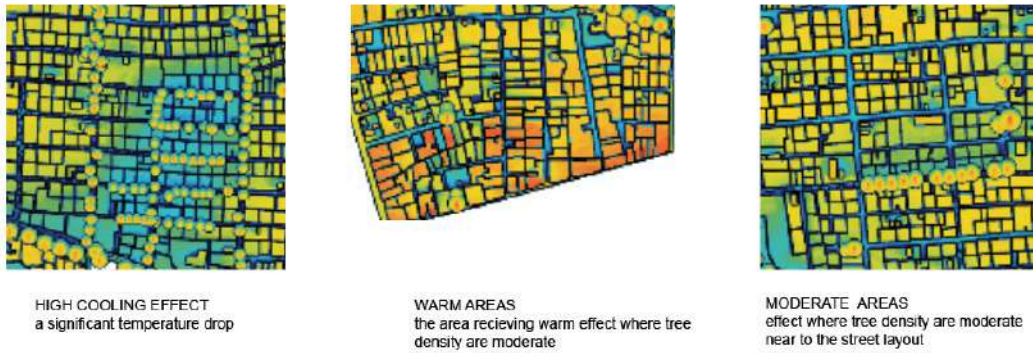 HIGH COOLING EFFECT
a significant temperature drop
WARM AREAS
the area recieving warm effect where tree
density are moderate
MODERATE AREAS
effect where tree density are moderate
near to the street layout